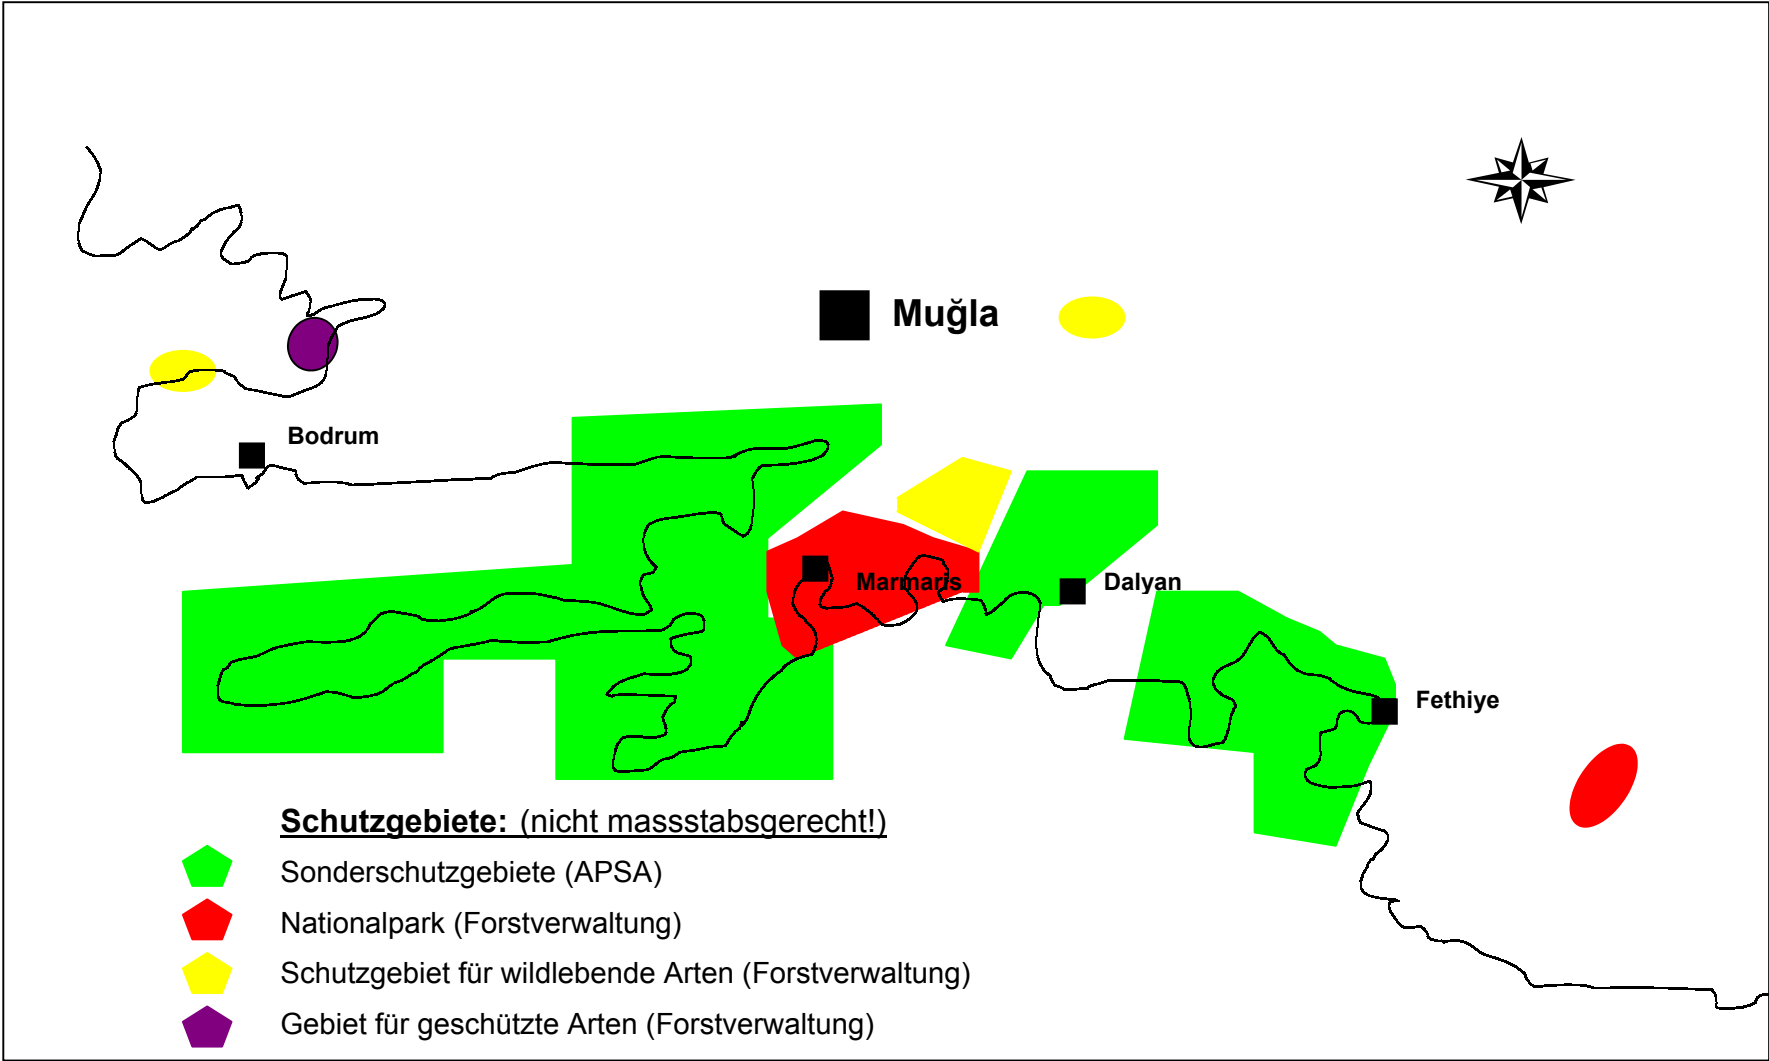 Muğla
Bodrum
Marmaris
Dalyan
Fethiye
Schutzgebiete: (nicht massstabsgerecht!)
Sonderschutzgebiete (APSA)
Nationalpark (Forstverwaltung)
Schutzgebiet für wildlebende Arten (Forstverwaltung)
Gebiet für geschützte Arten (Forstverwaltung)